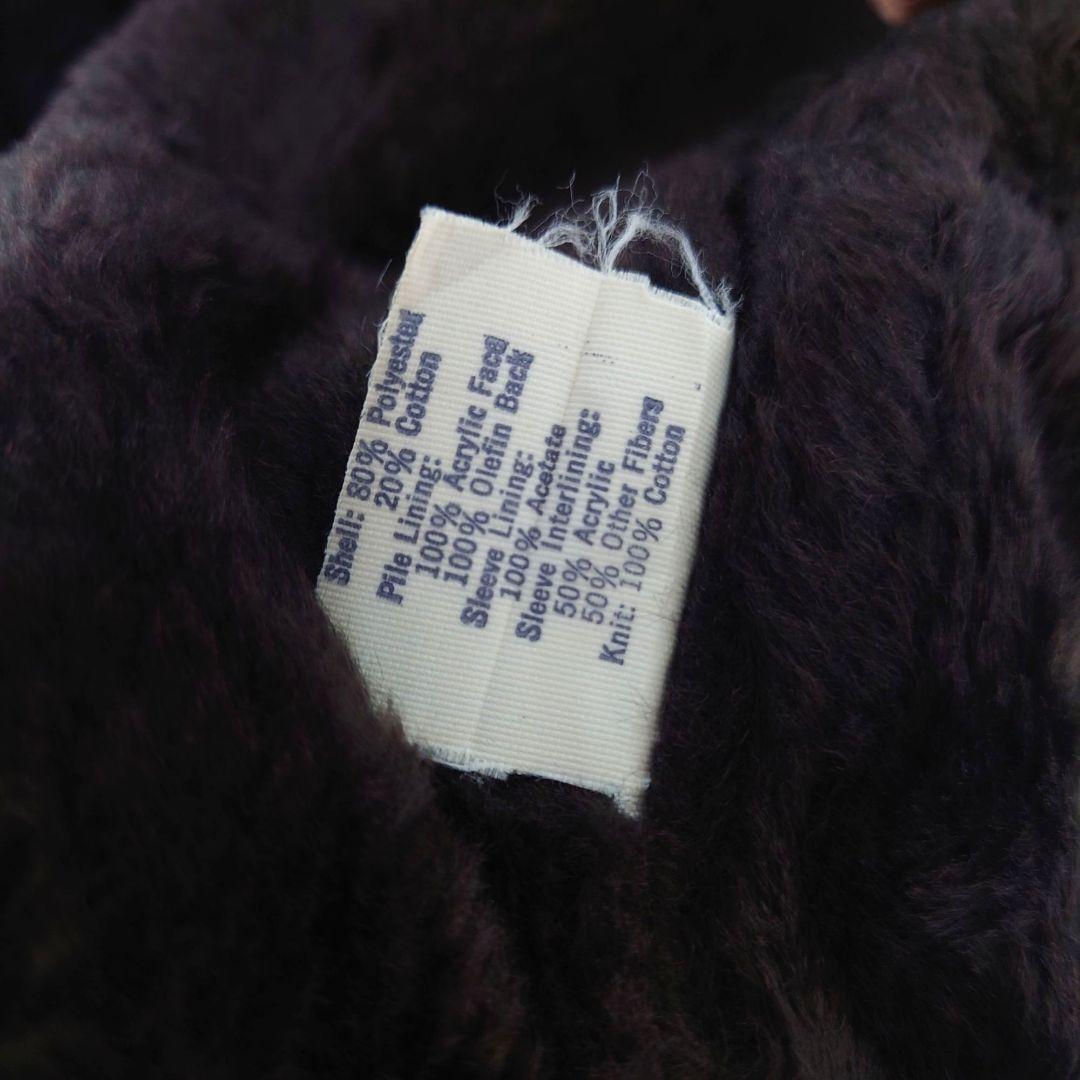 Shell: 80% Polyester
20% Cotton
Pile Lining:
100% Acrylic Face
100% Olefin Back
Sleeve Lining:
100% Acetate
Sleeve Interlining:
50% Acrylic
50% Other Fibers
Knit: 100% Cotton